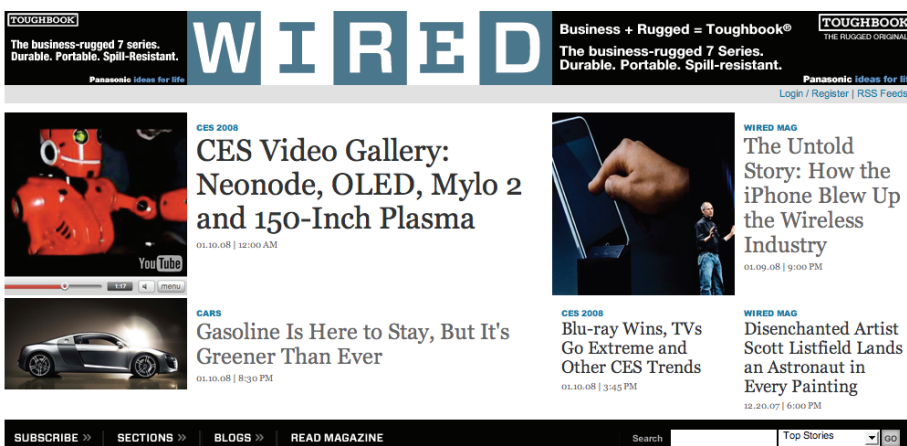 TOUGHBOOK
The business-rugged 7 series.
Durable. Portable. Spill-Resistant.
Panasonic ideas for life
WIRED
Business + Rugged = Toughbook®
The business-rugged 7 Series.
Durable. Portable. Spill-resistant.
TOUGHBOOK
THE RUGGED ORIGINAL
Panasonic ideas for lif
Login / Register | RSS Feeds
CES 2008
CES Video Gallery:
Neonode, OLED, Mylo 2
and 150-Inch Plasma
01.10.08 | 12:00 AM
YouTube
1:17
menu
WIRED MAG
The Untold
Story: How the
iPhone Blew Up
the Wireless
Industry
01.09.08 | 9:00 PM
CARS
Gasoline Is Here to Stay, But It's
Greener Than Ever
01.10.08 | 8:30 PM
CES 2008
Blu-ray Wins, TVs
Go Extreme and
Other CES Trends
01.10.08 | 3:45 PM
WIRED MAG
Disenchanted Artist
Scott Listfield Lands
an Astronaut in
Every Painting
12.20.07 | 6:00 PM
SUBSCRIBE » SECTIONS » BLOGS » READ MAGAZINE Search Top Stories GO